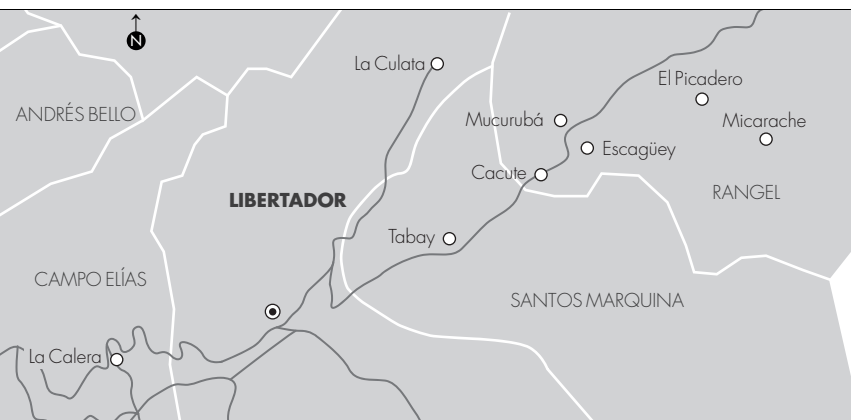 N
La Culata
El Picadero
ANDRÉS BELLO
Mucurubá
Micarache
Escagüey
Cacute
RANGEL
LIBERTADOR
Tabay
CAMPO ELÍAS
SANTOS MARQUINA
La Calera